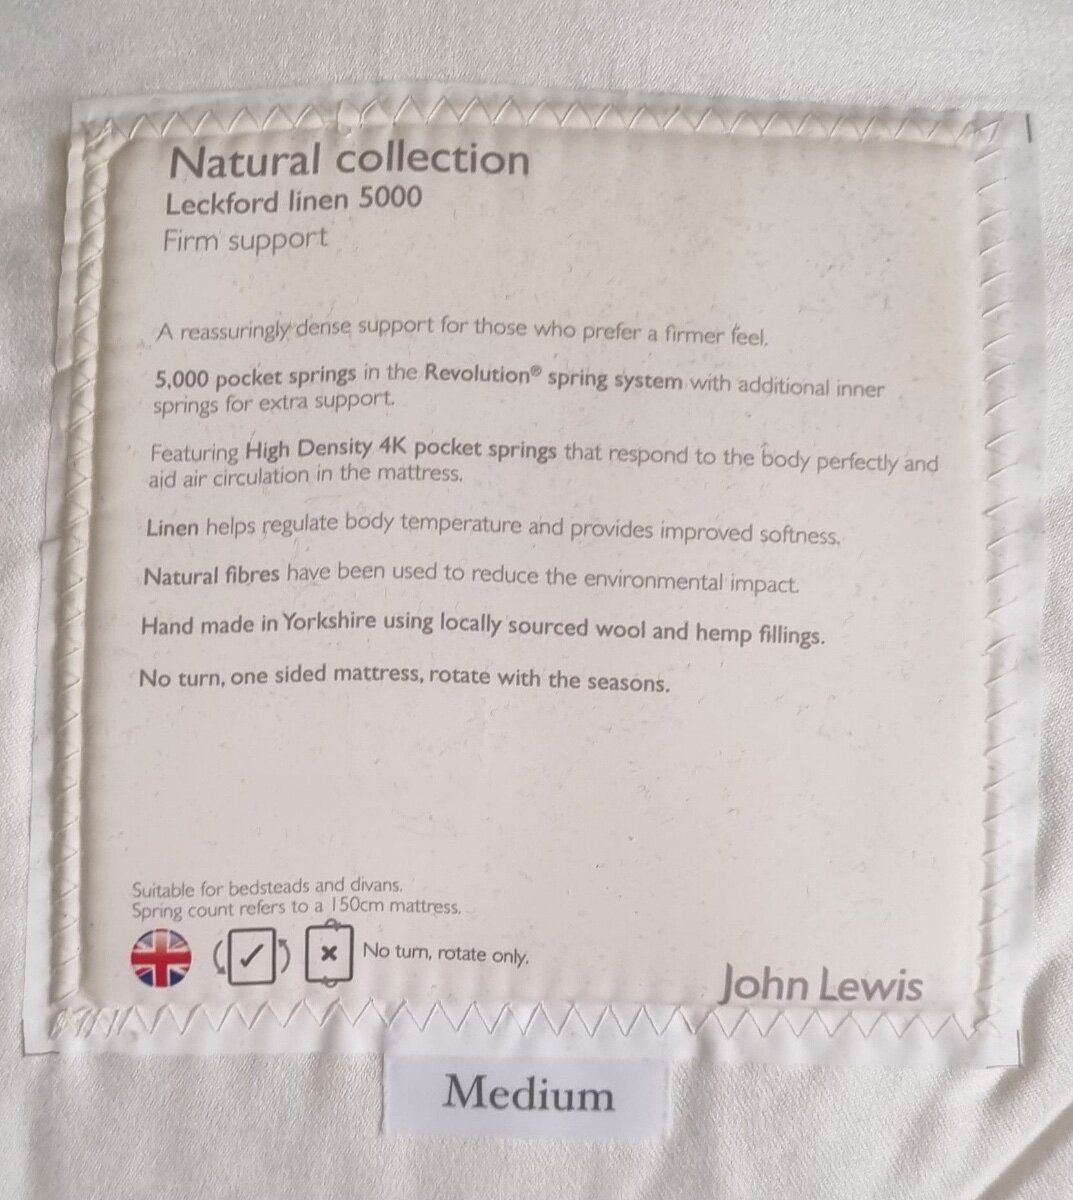 Natural collection
Leckford linen 5000
Firm support
A reassuringly dense support for those who prefer a firmer feel.
5,000 pocket springs in the Revolution® spring system with additional inner
springs for extra support.
Featuring High Density 4K pocket springs that respond to the body perfectly and
aid air circulation in the mattress.
Linen helps regulate body temperature and provides improved softness.
Natural fibres have been used to reduce the environmental impact.
Hand made in Yorkshire using locally sourced wool and hemp fillings.
No turn, one sided mattress, rotate with the seasons.
Suitable for bedsteads and divans.
Spring count refers to a 150cm mattress.
No turn, rotate only.
John Lewis
Medium